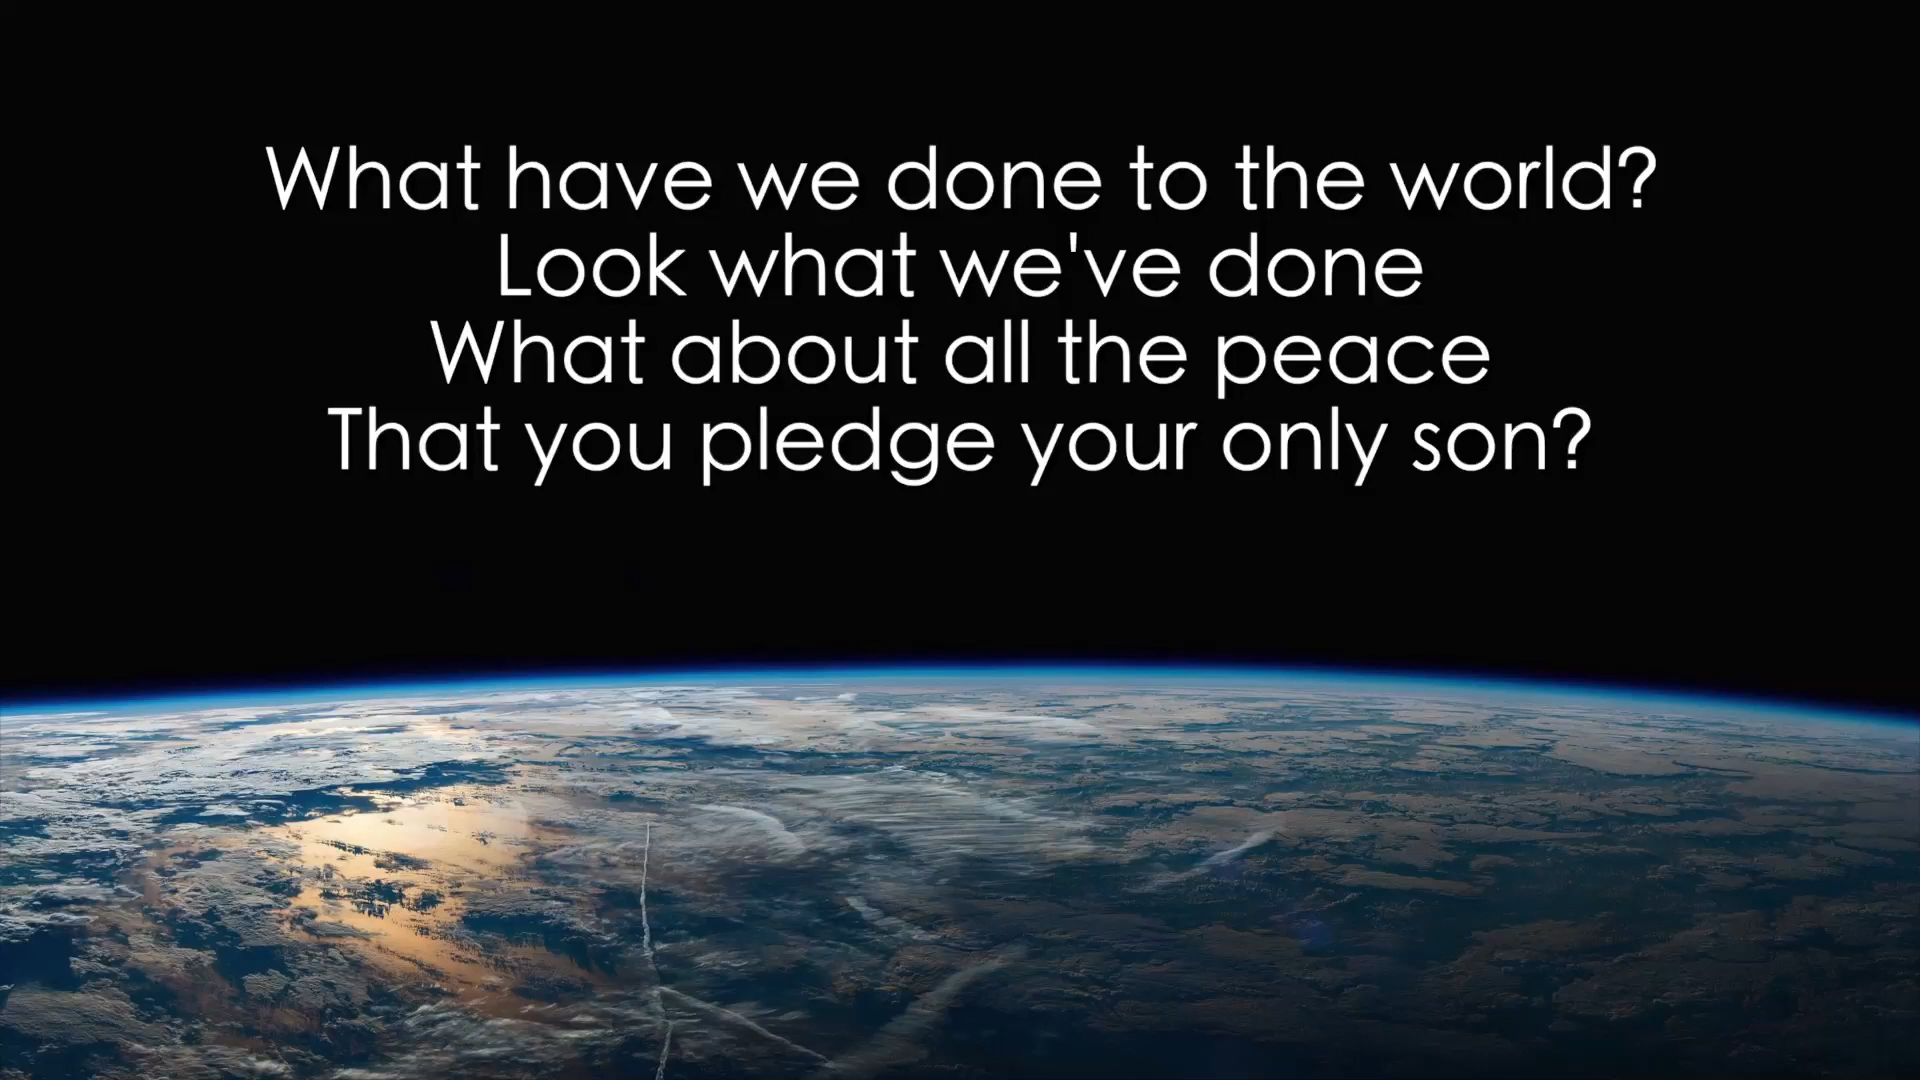 What have we done to the world?
Look what we've done
What about all the peace
That you pledge your only son?